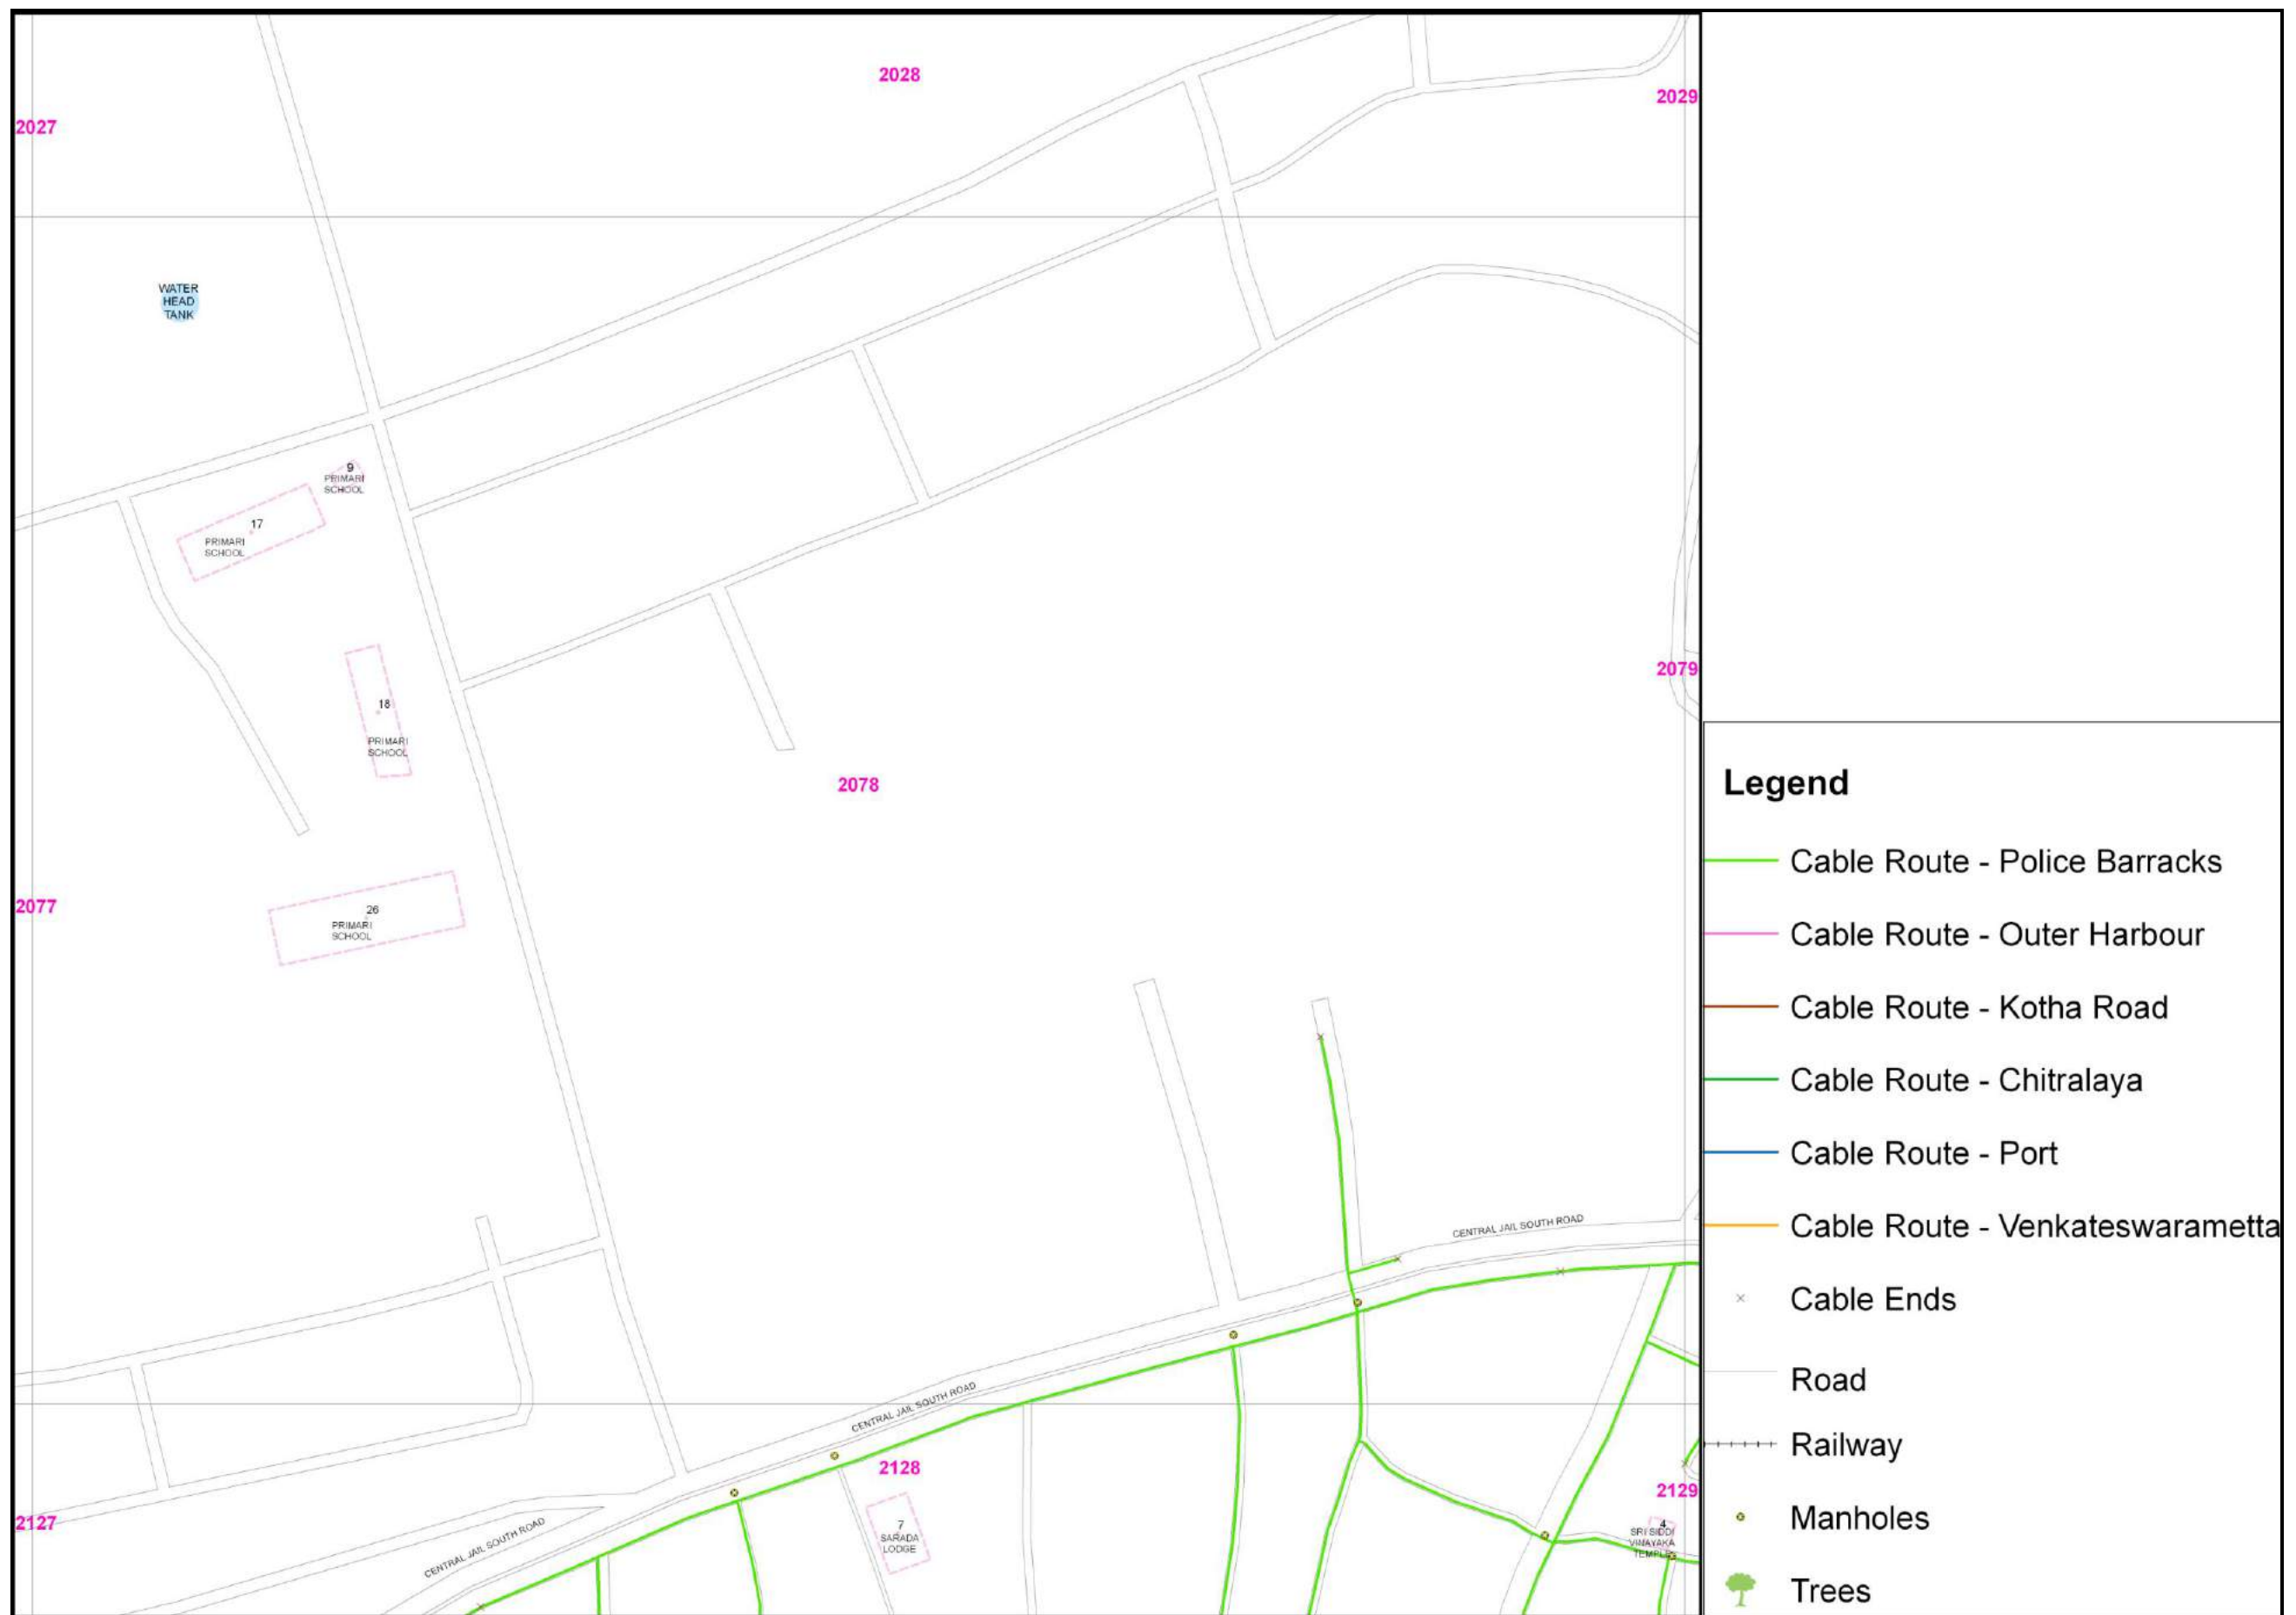 2028
2029
2027
WATER
HEAD
TANK
9
PRIMARI
SCHOOL
17
PRIMARI
SCHOOL
18
PRIMARI
SCHOOL
2079
2078
26
PRIMARI
SCHOOL
2077
CENTRAL JAIL SOUTH ROAD
CENTRAL JAIL SOUTH ROAD
2128
2129
2127
7
SARADA
LODGE
4
SRI SIDDI
VINAYAKA
TEMPLE
CENTRAL JAIL SOUTH ROAD
Legend
Cable Route - Police Barracks
Cable Route - Outer Harbour
Cable Route - Kotha Road
Cable Route - Chitralaya
Cable Route - Port
Cable Route - Venkateswarametta
Cable Ends
Road
Railway
Manholes
Trees